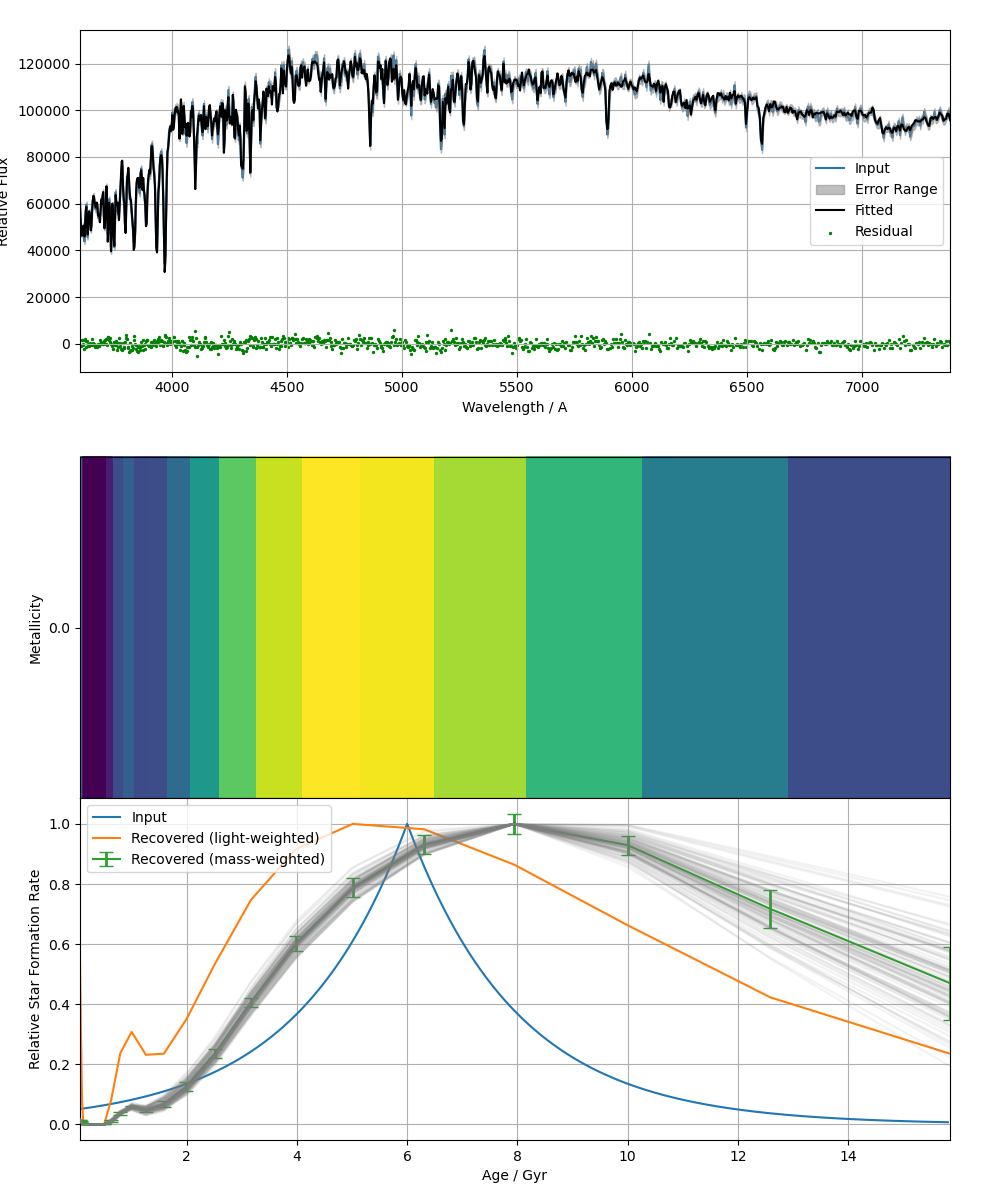 120000
100000
80000
60000
40000
20000
0
Relative Flux
Input
Error Range
Fitted
Residual
4000 4500 5000 5500 6000 6500 7000
Wavelength / A
Metallicity
0.0
Input
Recovered (light-weighted)
Recovered (mass-weighted)
1.0
0.8
0.6
0.4
0.2
0.0
Relative Star Formation Rate
2 4 6 8 10 12 14
Age / Gyr